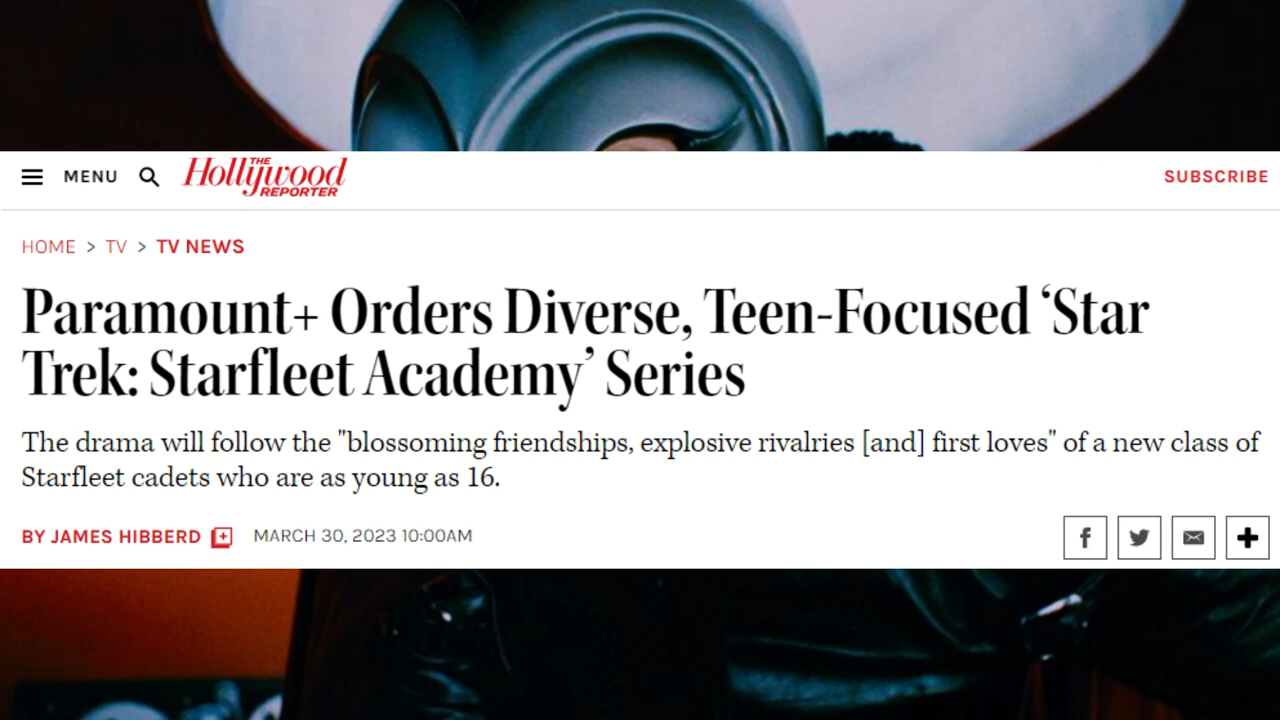 MENU
THE
Hollywood
REPORTER
SUBSCRIBE
HOME > TV > TV NEWS
Paramount+ Orders Diverse, Teen-Focused ‘Star
Trek: Starfleet Academy’ Series
The drama will follow the "blossoming friendships, explosive rivalries [and] first loves" of a new class of
Starfleet cadets who are as young as 16.
BY JAMES HIBBERD MARCH 30, 2023 10:00AM